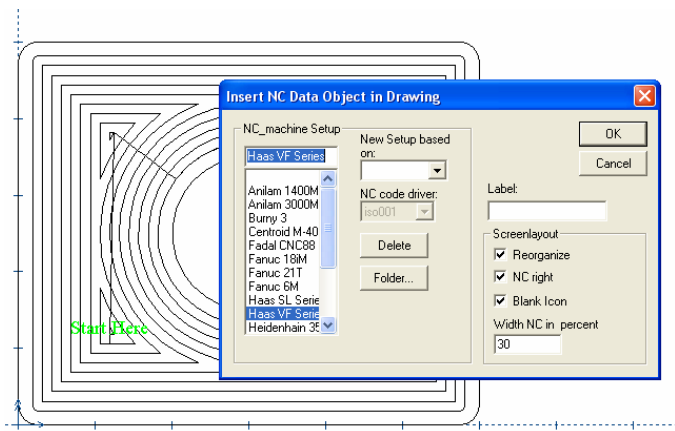 Insert NC Data Object in Drawing
NC_machine Setup
Haas VF Series
Anilam 1400M
Anilam 3000M
Burny 3
Centroid M-40
Fadal CNC88
Fanuc 18iM
Fanuc 21T
Fanuc 6M
Haas SL Serie
Haas VF Serie
Heidenhain 35
New Setup based
on:
NC code driver:
iso001
Delete
Folder...
OK
Cancel
Label:
Screenlayout
Reorganize
NC right
Blank Icon
Width NC in percent
30
Start Here